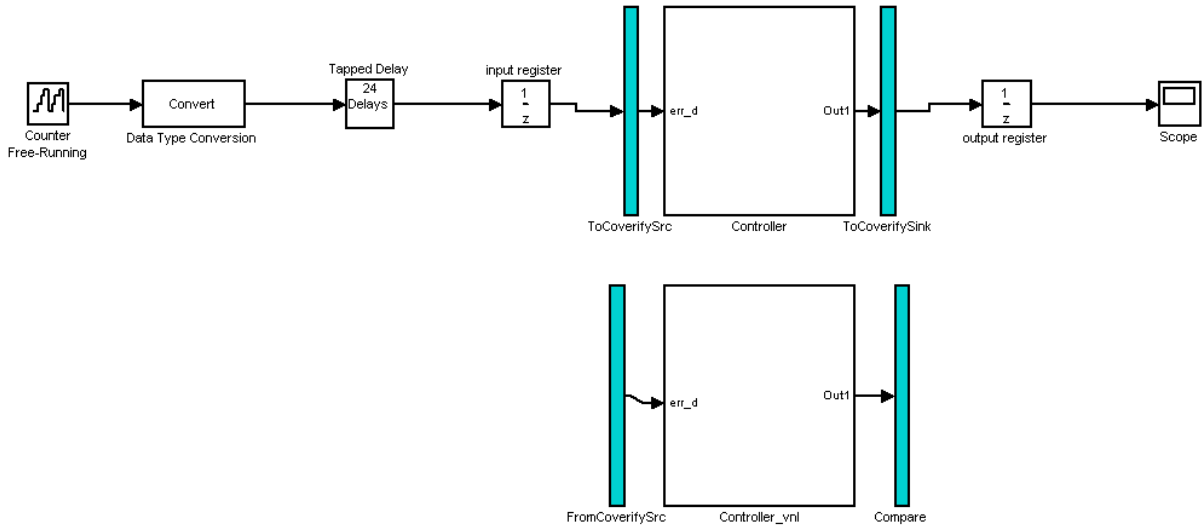 Tapped Delay
input register
24
Delays
1
z
Convert
err_d
Out1
1
z
Counter
Free-Running
Data Type Conversion
output register
Scope
ToCoverifySrc
Controller
ToCoverifySink
err_d
Out1
FromCoverifySrc
Controller_vnl
Compare